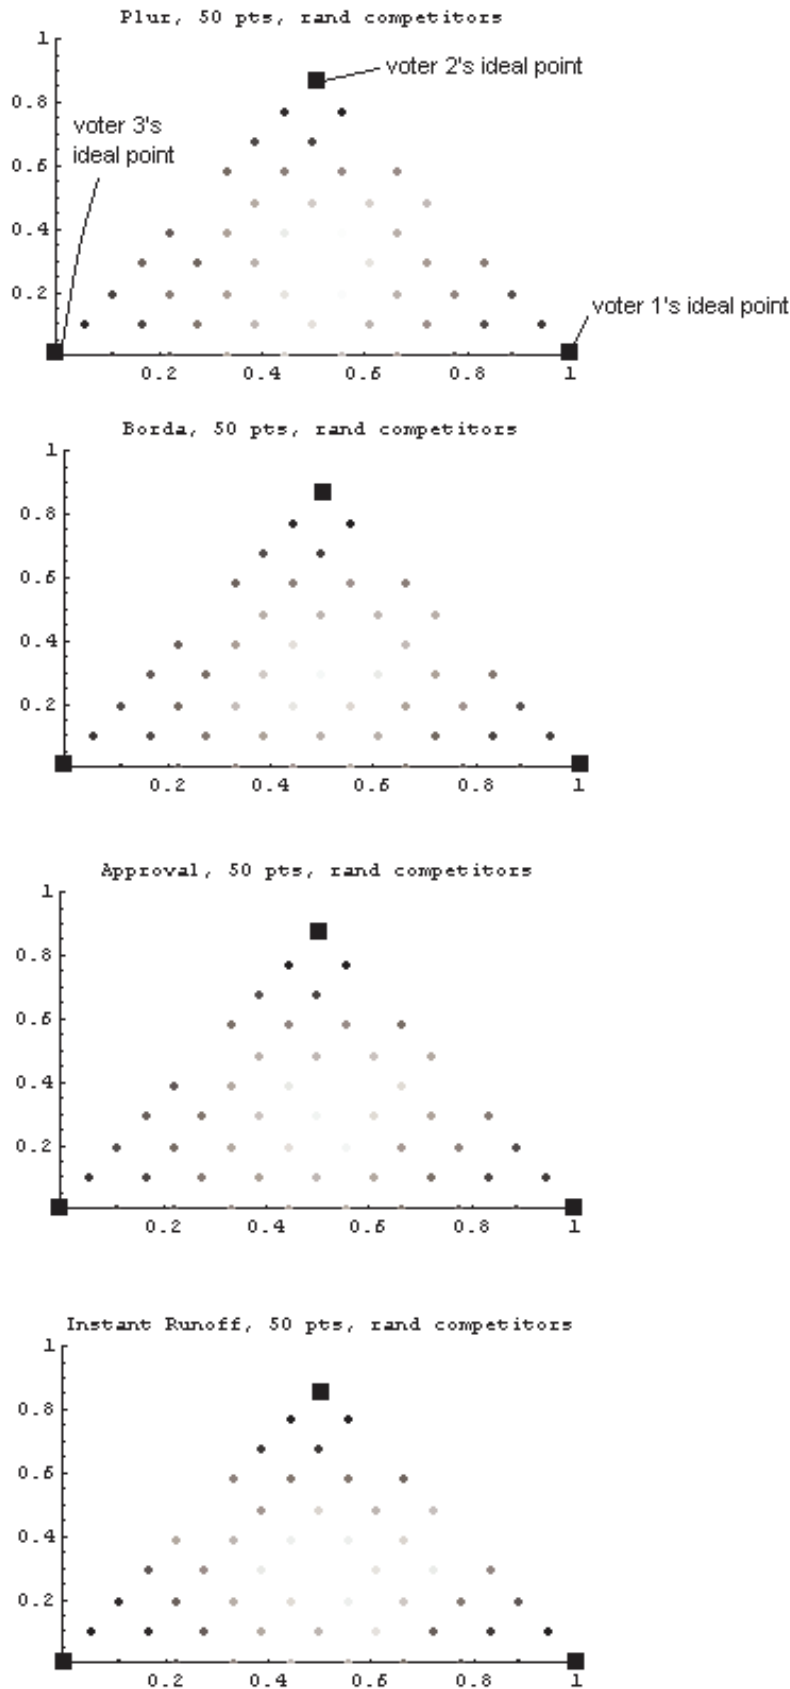 Plur, 50 pts, rand competitors
1
voter 2's ideal point
0.8
voter 3's
ideal point
0.6
0.4
0.2
voter 1's ideal point
0.2 0.4 0.6 0.8 1
Borda, 50 pts, rand competitors
1
0.8
0.6
0.4
0.2
0.2 0.4 0.6 0.8 1
Approval, 50 pts, rand competitors
1
0.8
0.6
0.4
0.2
0.2 0.4 0.6 0.8 1
Instant Runoff, 50 pts, rand competitors
1
0.8
0.6
0.4
0.2
0.2 0.4 0.6 0.8 1